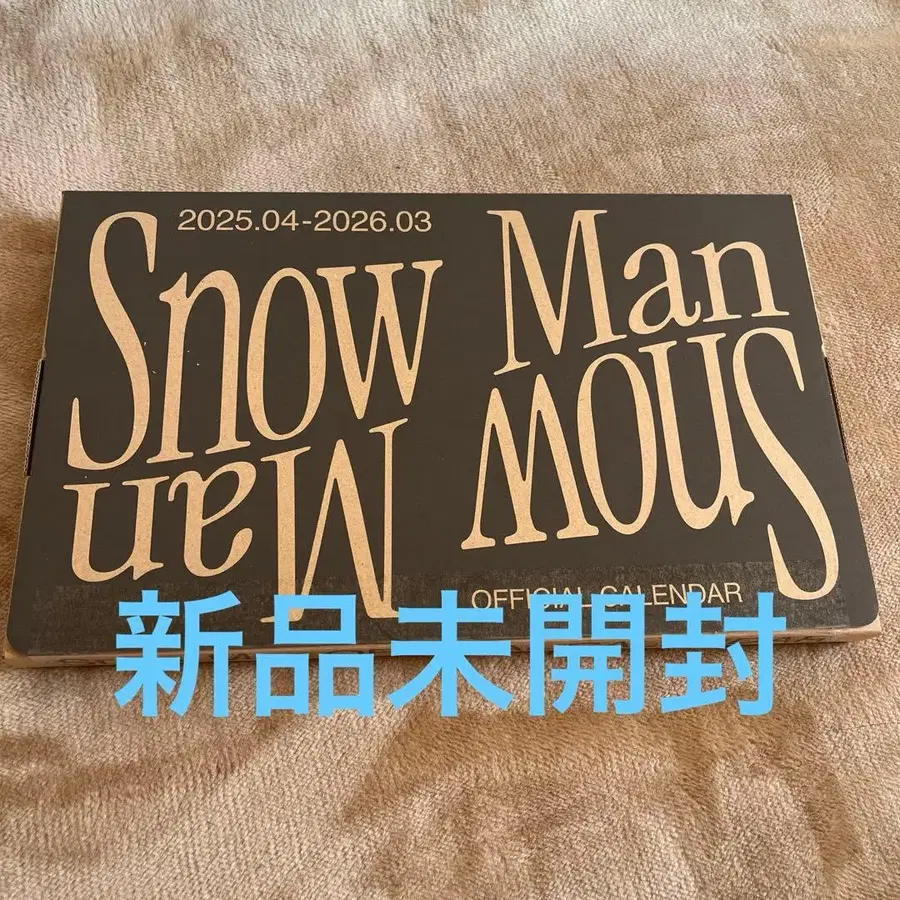 2025.04-2026.03
Snow Man
Snow Man
OFFICIAL CALENDAR
新品未開封